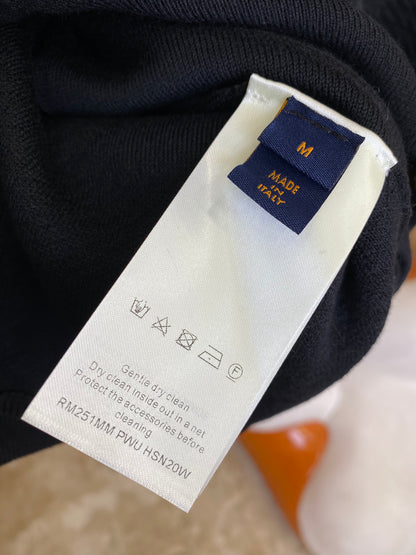 M
MADE
IN
ITALY
F
Gentle dry clean
Dry clean inside out in a net
Protect the accessories before
cleaning
RM251MM PWU HSN20W